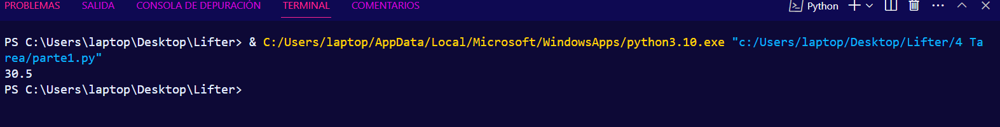 PROBLEMAS SALIDA CONSOLA DE DEPURACIÓN TERMINAL COMENTARIOS Python
PS C:\Users\laptop\Desktop\Lifter> & C:/Users/laptop/AppData/Local/Microsoft/WindowsApps/python3.10.exe "c:/Users/laptop/Desktop/Lifter/4 Ta
rea/parte1.py"
30.5
PS C:\Users\laptop\Desktop\Lifter>